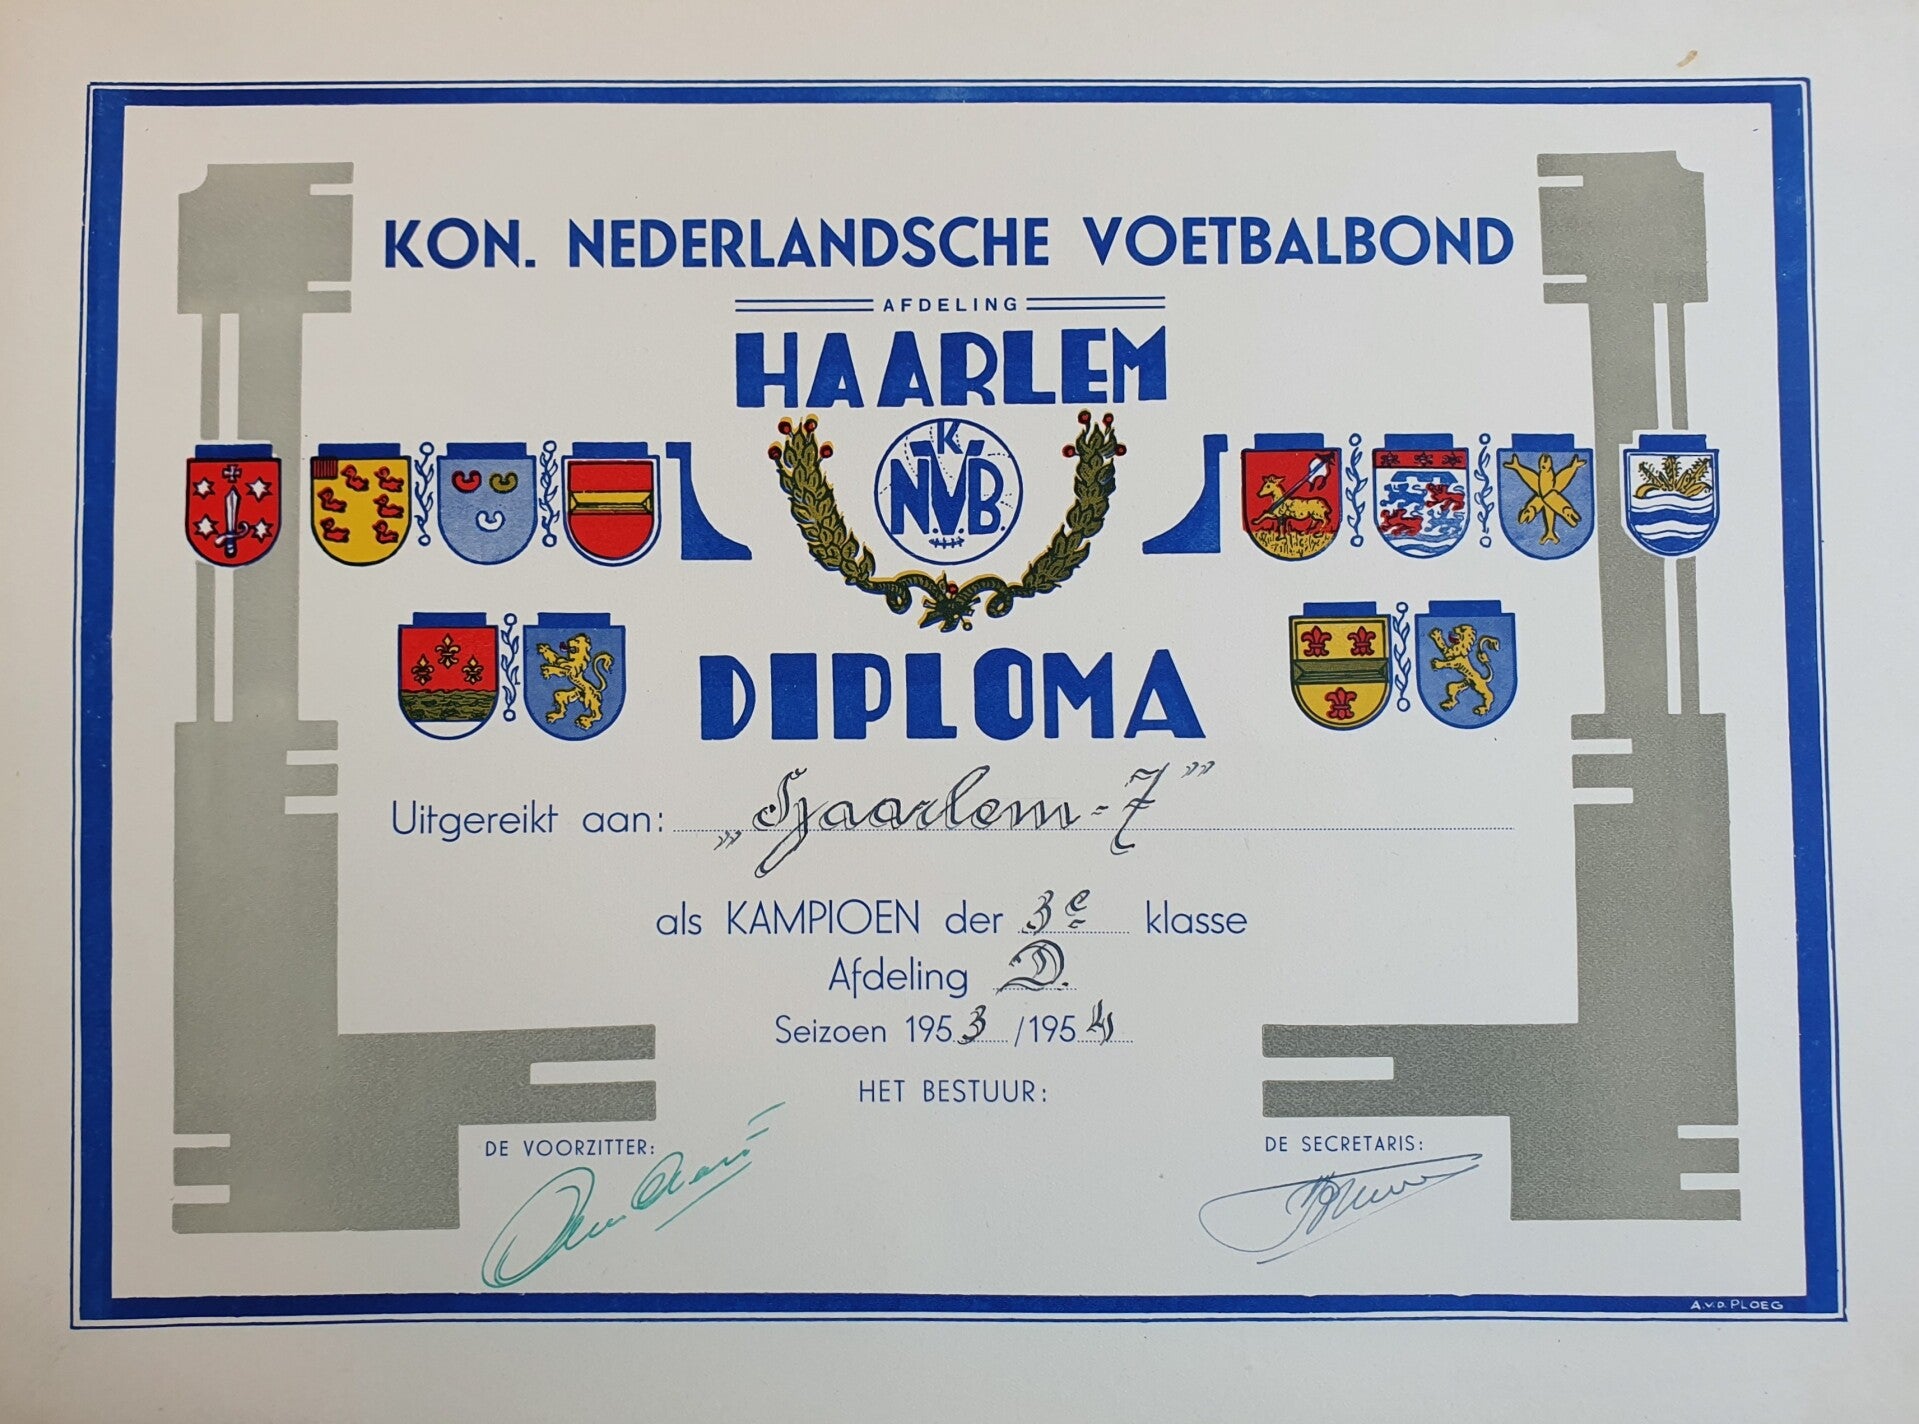 KON. NEDERLANDSCHE VOETBALBOND
AFDELING
HAARLEM
K
N.V.B.
DIPLOMA
Uitgereikt aan: „Haarlem-7”
als KAMPIOEN der 3e klasse
Afdeling D.
Seizoen 1953/1954
HET BESTUUR:
DE VOORZITTER:
DE SECRETARIS:
A.v.D. PLOEG